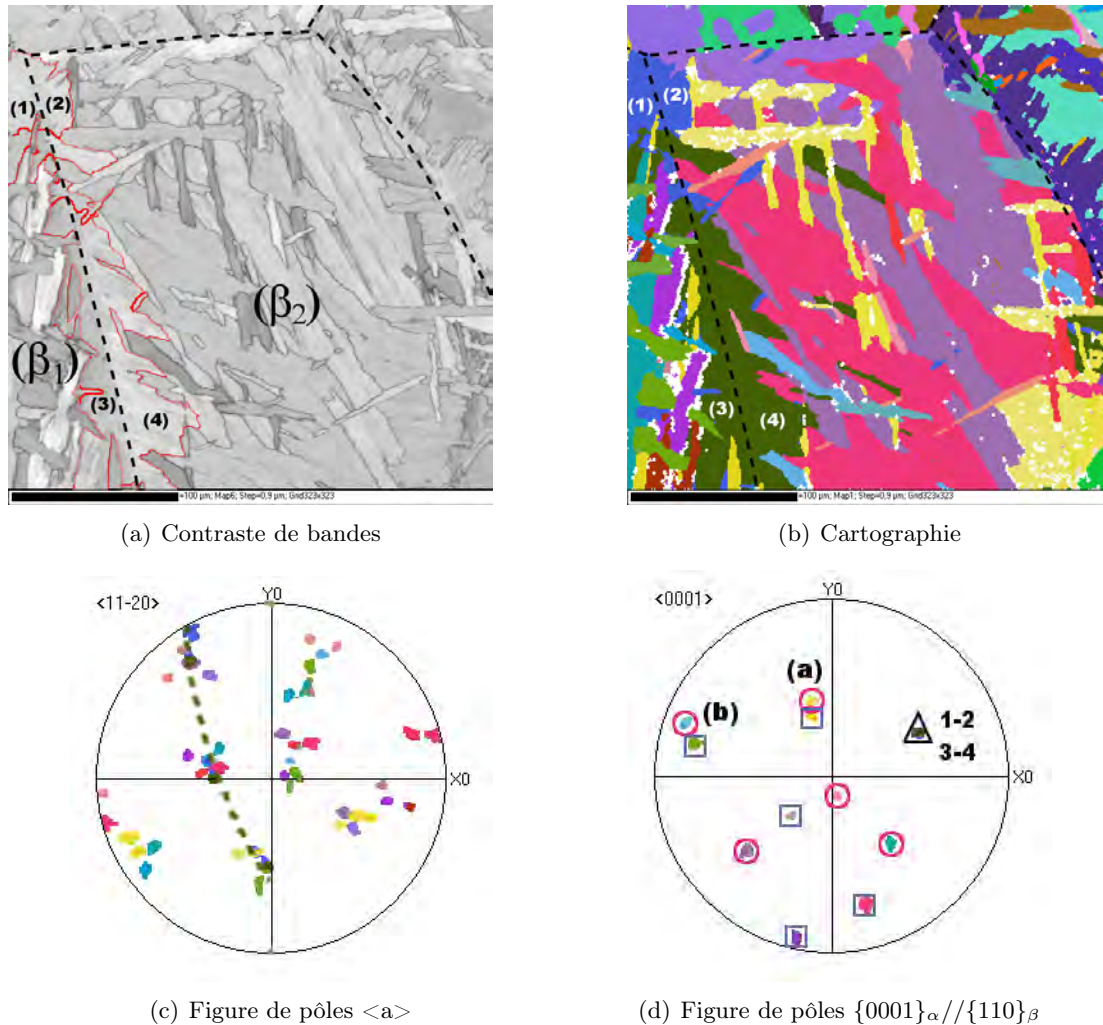 (1)
(2)
(β₂)
(β₁)
(3)
(4)
=100 µm; Map6; Step=0,9 µm; Grid323x323
(a) Contraste de bandes
(1)
(2)
(3)
(4)
=100 µm; Map1; Step=0,9 µm; Grid323x323
(b) Cartographie
<11-20>
Y0
X0
(c) Figure de pôles <a>
<0001>
Y0
(a)
(b)
1-2
3-4
X0
(d) Figure de pôles {0001}α//{110}β